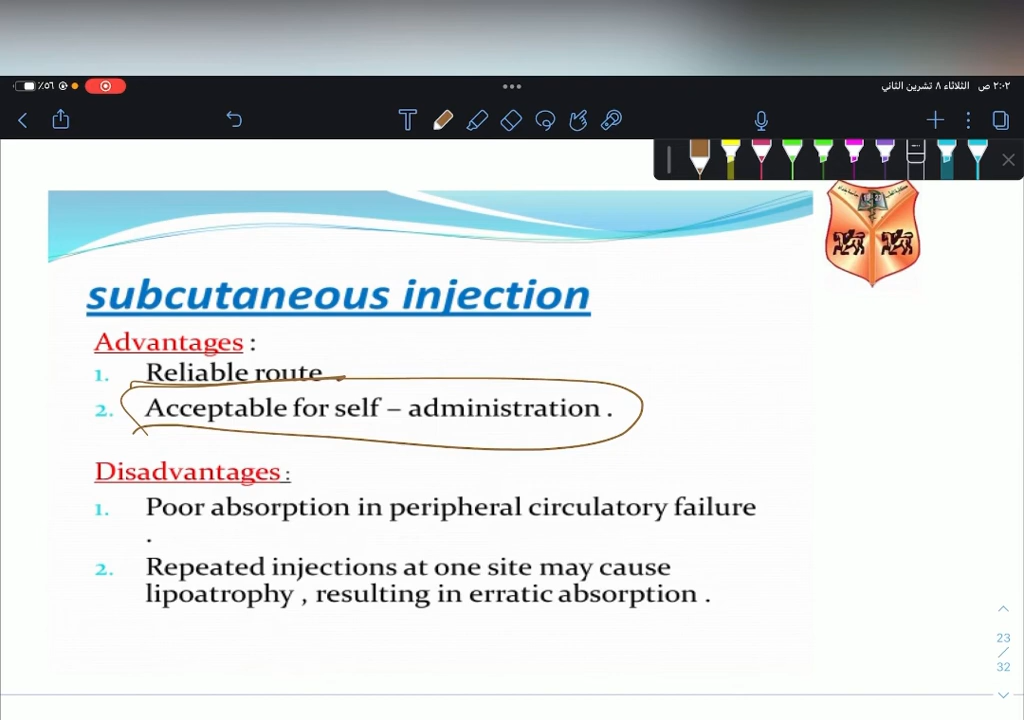 ٪٥٦
٢:٠٢ ص الثلاثاء ٨ تشرين الثاني
subcutaneous injection
Advantages :
1. Reliable route
2. Acceptable for self – administration .
Disadvantages :
1. Poor absorption in peripheral circulatory failure
.
2. Repeated injections at one site may cause
lipoatrophy , resulting in erratic absorption .
23
/
32